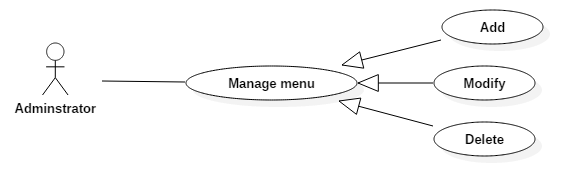 Add
Manage menu
Modify
Adminstrator
Delete